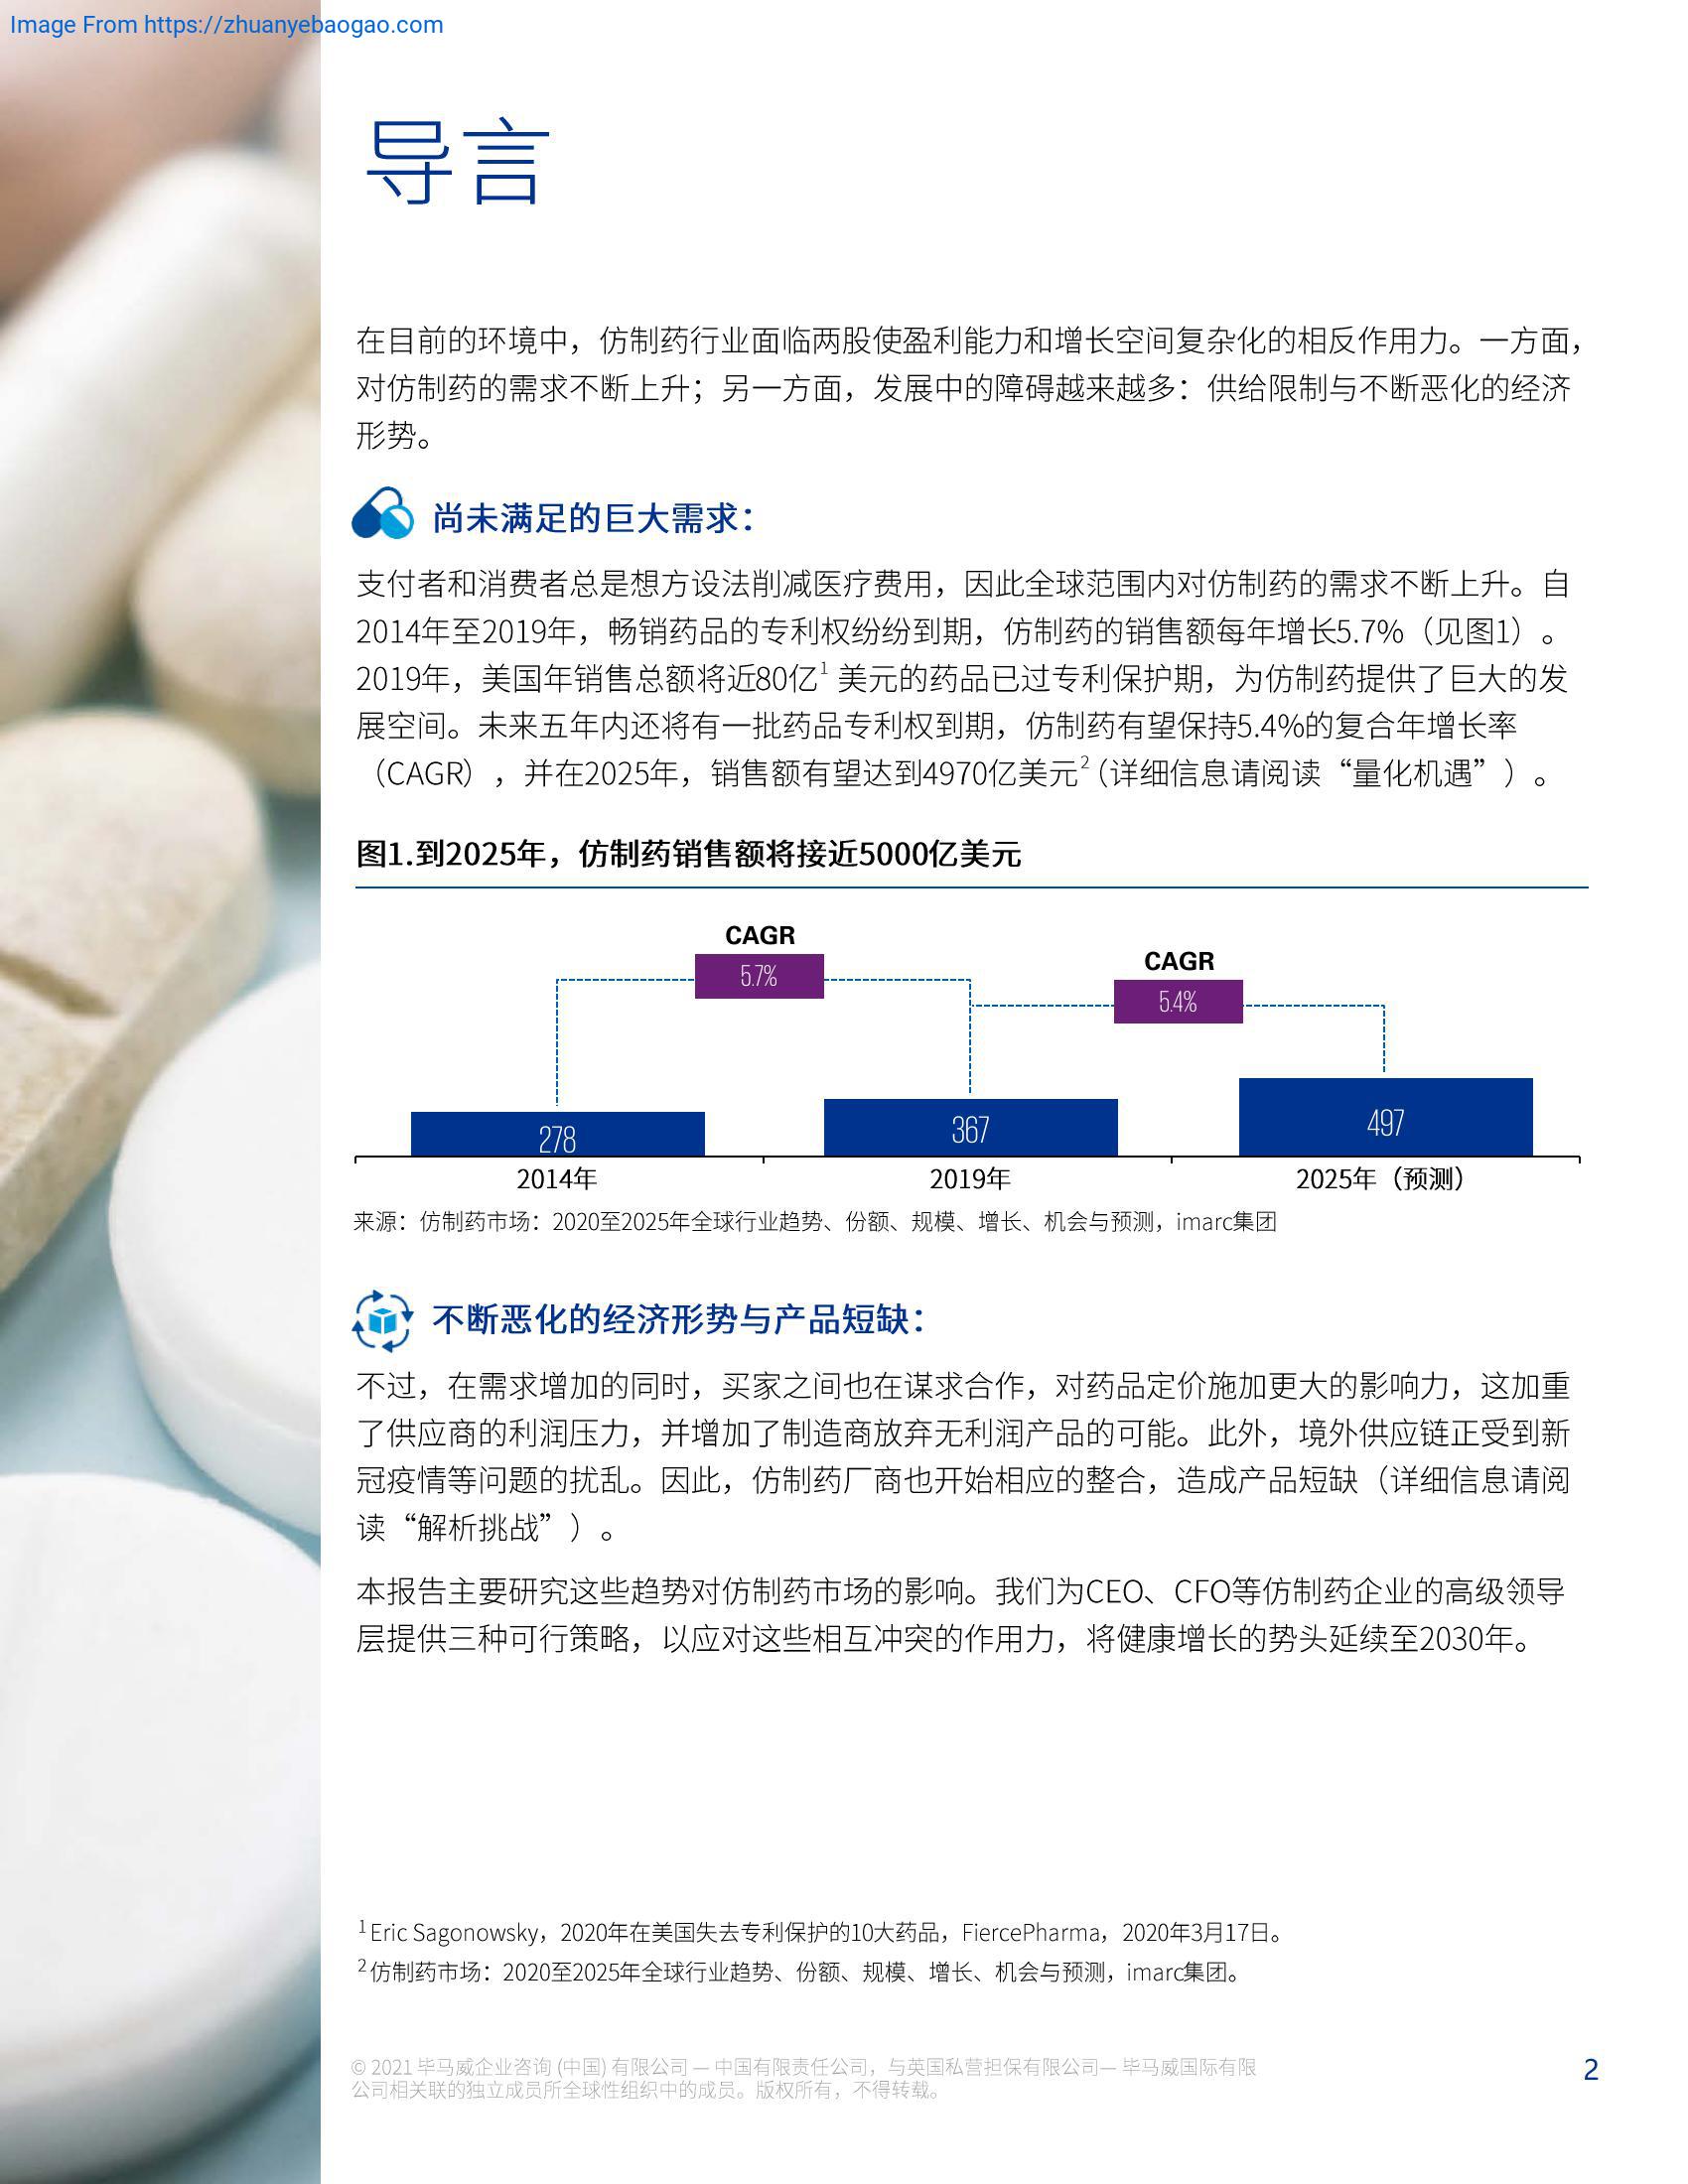 Image From https://zhuanyebaogao.com
导言
在目前的环境中，仿制药行业面临两股使盈利能力和增长空间复杂化的相反作用力。一方面，
对仿制药的需求不断上升；另一方面，发展中的障碍越来越多：供给限制与不断恶化的经济
形势。
尚未满足的巨大需求：
支付者和消费者总是想方设法削减医疗费用，因此全球范围内对仿制药的需求不断上升。自
2014年至2019年，畅销药品的专利权纷纷到期，仿制药的销售额每年增长5.7%（见图1）。
2019年，美国年销售总额将近80亿1 美元的药品已过专利保护期，为仿制药提供了巨大的发
展空间。未来五年内还将有一批药品专利权到期，仿制药有望保持5.4%的复合年增长率
（CAGR），并在2025年，销售额有望达到4970亿美元2（详细信息请阅读“量化机遇”）。
图1.到2025年，仿制药销售额将接近5000亿美元
CAGR
5.7%
CAGR
5.4%
278
367
497
2014年
2019年
2025年（预测）
来源：仿制药市场：2020至2025年全球行业趋势、份额、规模、增长、机会与预测，imarc集团
不断恶化的经济形势与产品短缺：
不过，在需求增加的同时，买家之间也在谋求合作，对药品定价施加更大的影响力，这加重
了供应商的利润压力，并增加了制造商放弃无利润产品的可能。此外，境外供应链正受到新
冠疫情等问题的扰乱。因此，仿制药厂商也开始相应的整合，造成产品短缺（详细信息请阅
读“解析挑战”）。
本报告主要研究这些趋势对仿制药市场的影响。我们为CEO、CFO等仿制药企业的高级领导
层提供三种可行策略，以应对这些相互冲突的作用力，将健康增长的势头延续至2030年。
1 Eric Sagonowsky，2020年在美国失去专利保护的10大药品，FiercePharma，2020年3月17日。
2 仿制药市场：2020至2025年全球行业趋势、份额、规模、增长、机会与预测，imarc集团。
© 2021 毕马威企业咨询 (中国) 有限公司 — 中国有限责任公司，与英国私营担保有限公司— 毕马威国际有限
公司相关联的独立成员所全球性组织中的成员。版权所有，不得转载。
2